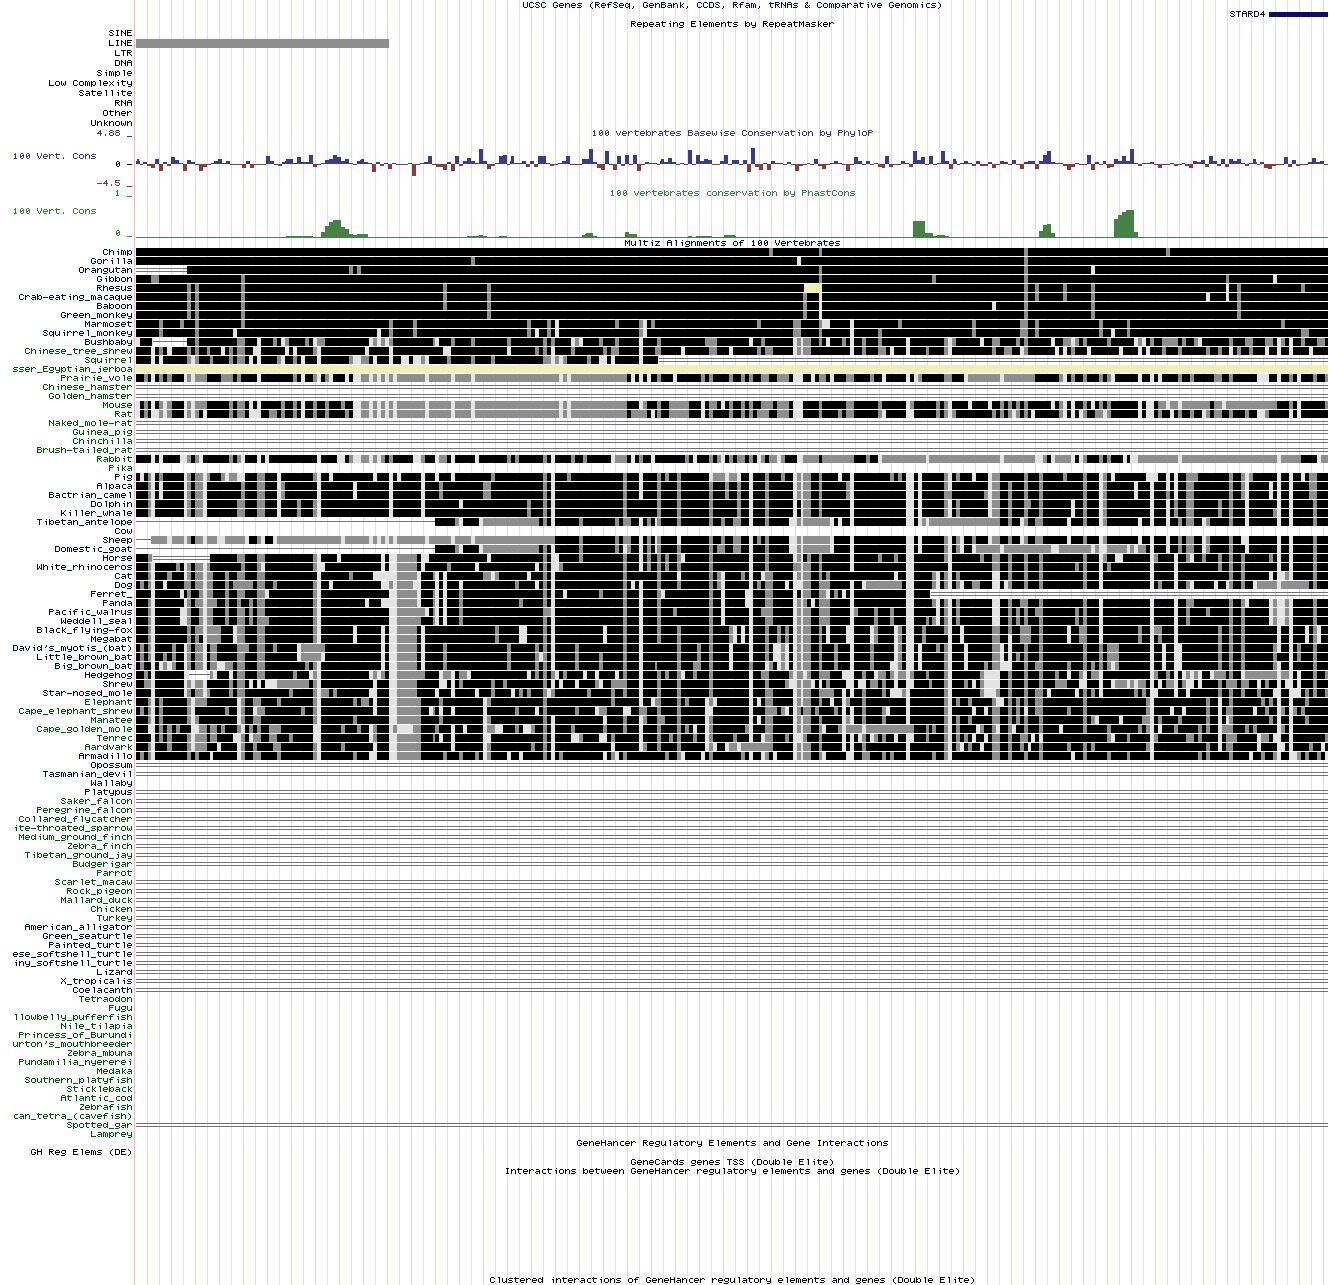 UCSC Genes (RefSeq, GenBank, CCDS, Rfam, tRNAs & Comparative Genomics)
STARD4
Repeating Elements by RepeatMasker
SINE
LINE
LTR
DNA
Simple
Low Complexity
Satellite
RNA
Other
Unknown
4.88 _
100 vertebrates Basewise Conservation by PhyloP
100 Vert. Cons
0 _
-4.5 _
1 _
100 vertebrates conservation by PhastCons
100 Vert. Cons
0 _
Multiz Alignments of 100 Vertebrates
Chimp
Gorilla
Orangutan
Gibbon
Rhesus
Crab-eating_macaque
Baboon
Green_monkey
Marmoset
Squirrel_monkey
Bushbaby
Chinese_tree_shrew
Squirrel
sser_Egyptian_jerboa
Prairie_vole
Chinese_hamster
Golden_hamster
Mouse
Rat
Naked_mole-rat
Guinea_pig
Chinchilla
Brush-tailed_rat
Rabbit
Pika
Pig
Alpaca
Bactrian_camel
Dolphin
Killer_whale
Tibetan_antelope
Cow
Sheep
Domestic_goat
Horse
White_rhinoceros
Cat
Dog
Ferret_
Panda
Pacific_walrus
Weddell_seal
Black_flying-fox
Megabat
David's_myotis_(bat)
Little_brown_bat
Big_brown_bat
Hedgehog
Shrew
Star-nosed_mole
Elephant
Cape_elephant_shrew
Manatee
Cape_golden_mole
Tenrec
Aardvark
Armadillo
Opossum
Tasmanian_devil
Wallaby
Platypus
Saker_falcon
Peregrine_falcon
Collared_flycatcher
ite-throated_sparrow
Medium_ground_finch
Zebra_finch
Tibetan_ground_jay
Budgerigar
Parrot
Scarlet_macaw
Rock_pigeon
Mallard_duck
Chicken
Turkey
American_alligator
Green_seaturtle
Painted_turtle
ese_softshell_turtle
iny_softshell_turtle
Lizard
X_tropicalis
Coelacanth
Tetraodon
Fugu
llowbelly_pufferfish
Nile_tilapia
Princess_of_Burundi
urton's_mouthbreeder
Zebra_mbuna
Pundamilia_nyererei
Medaka
Southern_platyfish
Stickleback
Atlantic_cod
Zebrafish
can_tetra_(cavefish)
Spotted_gar
Lamprey
GeneHancer Regulatory Elements and Gene Interactions
GH Reg Elems (DE)
GeneCards genes TSS (Double Elite)
Interactions between GeneHancer regulatory elements and genes (Double Elite)
Clustered interactions of GeneHancer regulatory elements and genes (Double Elite)